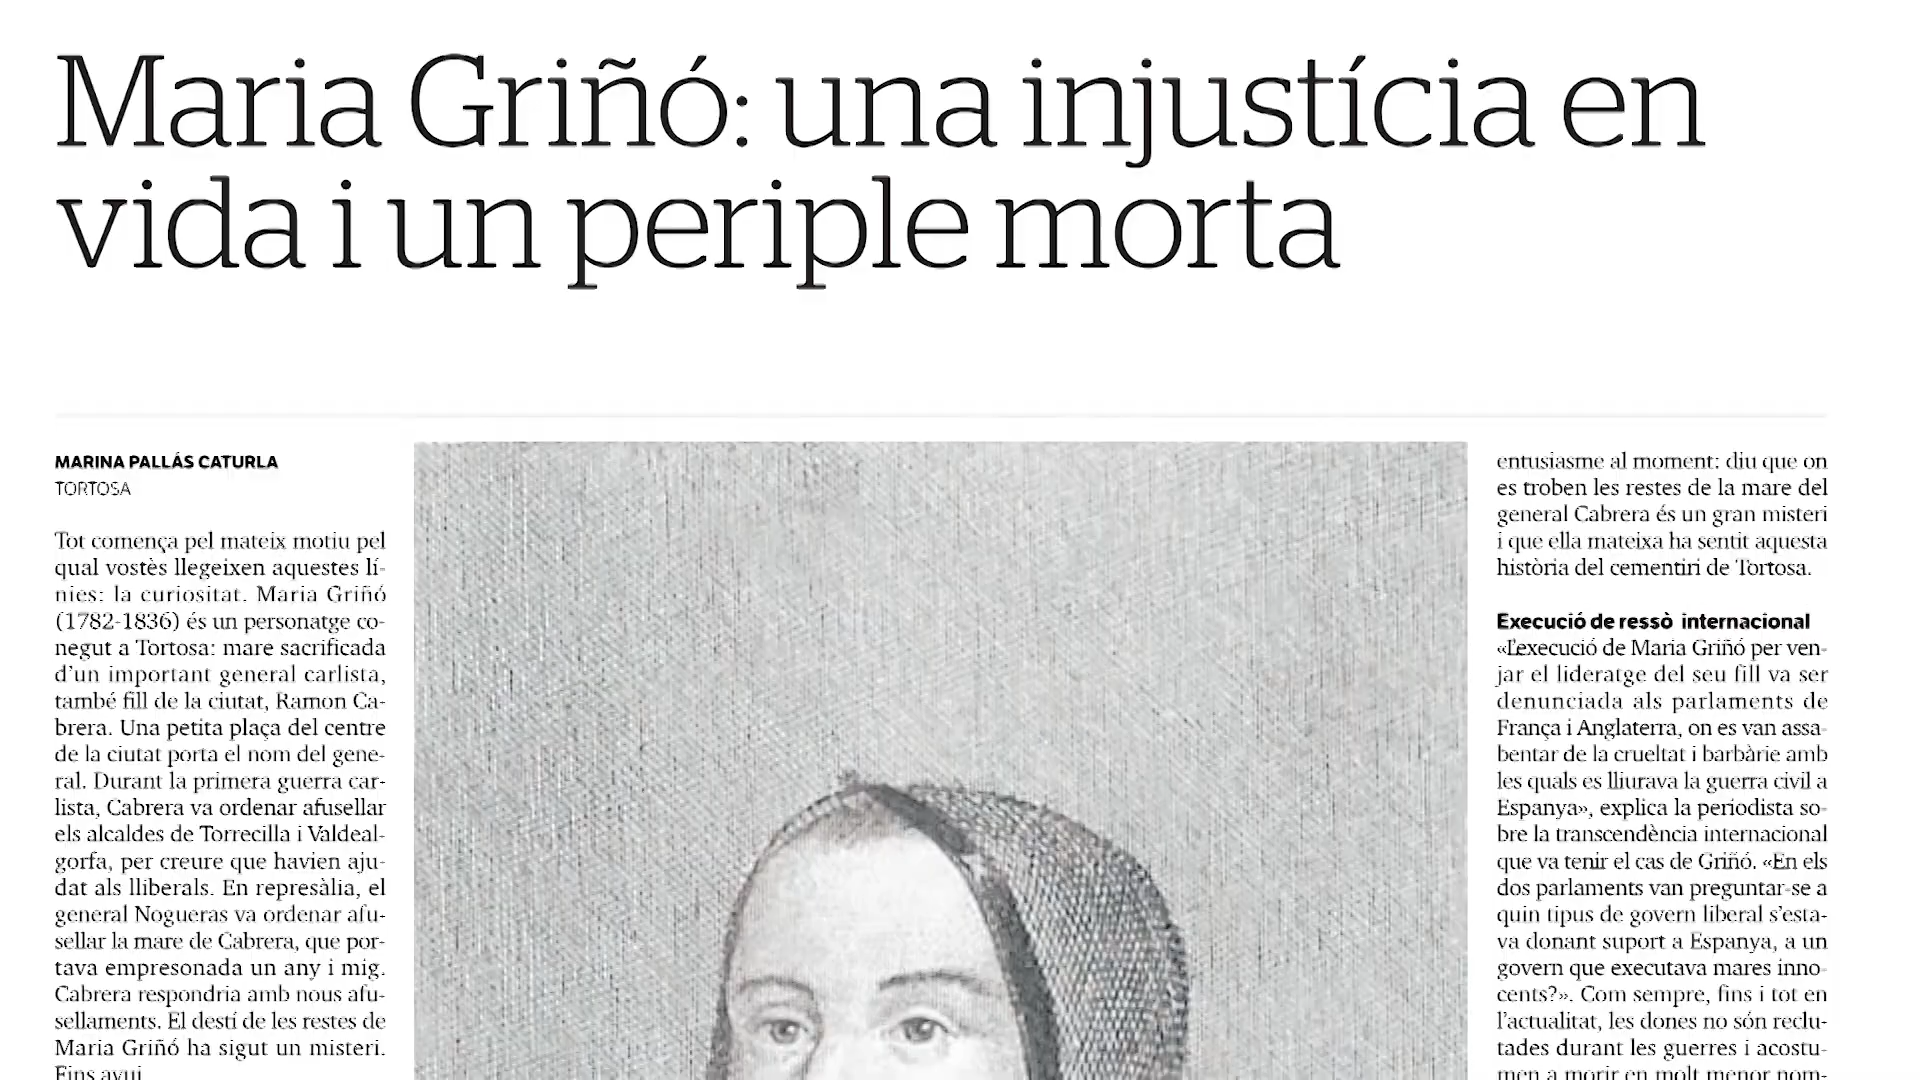 Maria Griñó: una injustícia en
vida i un periple morta
MARINA PALLÁS CATURLA
TORTOSA
Tot comença pel mateix motiu pel
qual vostès llegeixen aquestes lí-
nies: la curiositat. Maria Griñó
(1782-1836) és un personatge co-
negut a Tortosa: mare sacrificada
d'un important general carlista,
també fill de la ciutat, Ramon Ca-
brera. Una petita plaça del centre
de la ciutat porta el nom del gene-
ral. Durant la primera guerra car-
lista, Cabrera va ordenar afusellar
els alcaldes de Torrecilla i Valdeal-
gorfa, per creure que havien aju-
dat als lliberals. En represàlia, el
general Nogueras va ordenar afu-
sellar la mare de Cabrera, que por-
tava empresonada un any i mig.
Cabrera respondria amb nous afu-
sellaments. El destí de les restes de
Maria Griñó ha sigut un misteri.
Fins avui
entusiasme al moment: diu que on
es troben les restes de la mare del
general Cabrera és un gran misteri
i que ella mateixa ha sentit aquesta
història del cementiri de Tortosa.
Execució de ressò internacional
«L'execució de Maria Griñó per ven-
jar el lideratge del seu fill va ser
denunciada als parlaments de
França i Anglaterra, on es van assa-
bentar de la crueltat i barbàrie amb
les quals es lliurava la guerra civil a
Espanya», explica la periodista so-
bre la transcendència internacional
que va tenir el cas de Griñó. «En els
dos parlaments van preguntar-se a
quin tipus de govern liberal s'esta-
va donant suport a Espanya, a un
govern que executava mares inno-
cents?». Com sempre, fins i tot en
l'actualitat, les dones no són reclu-
tades durant les guerres i acostu-
men a morir en molt menor nom-